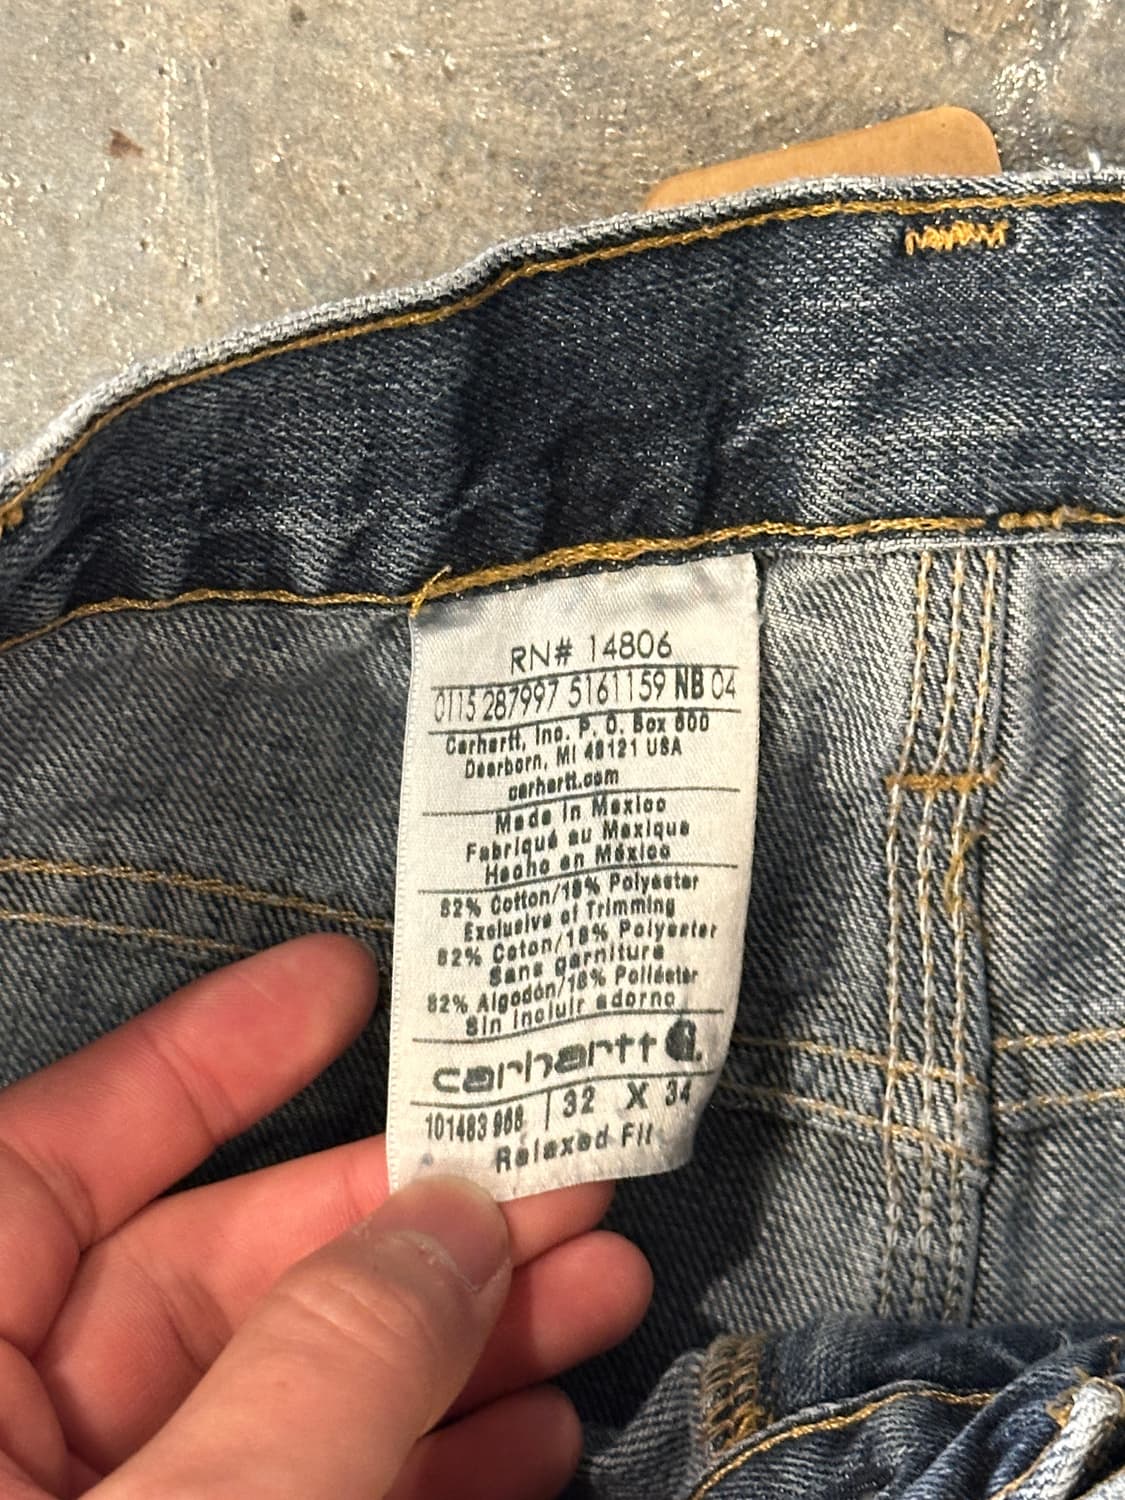 RN# 14806
0115 287997 5161159 NB 04
Carhartt, Inc. P. O. Box 600
Dearborn, MI 48121 USA
carhartt.com
Made in Mexico
Fabriqué au Mexique
Hecho en México
82% Cotton/18% Polyester
Exclusive of Trimming
82% Coton/18% Polyester
Sans garniture
82% Algodón/18% Poliéster
Sin incluir adorno
carhartt
101483 968 32 X 34
Relaxed Fit